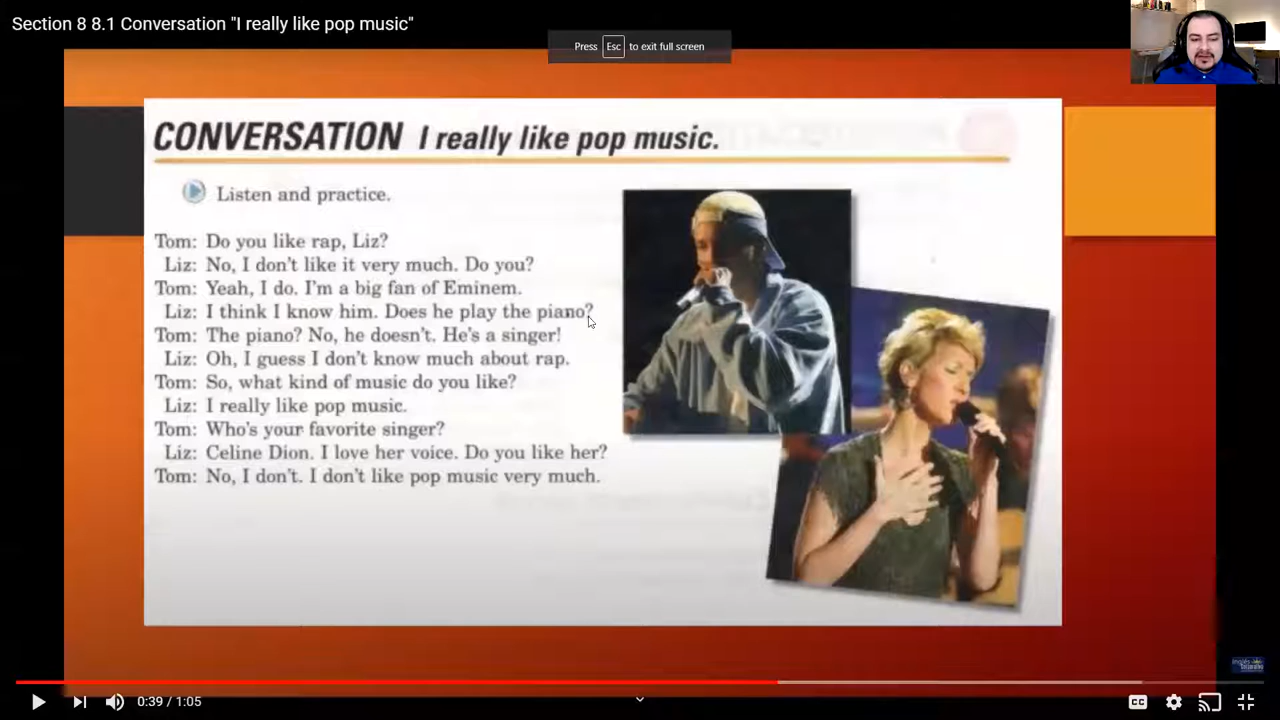 Section 8 8.1 Conversation "I really like pop music"
Press Esc to exit full screen
CONVERSATION I really like pop music.
Listen and practice.
Tom: Do you like rap, Liz?
Liz: No, I don't like it very much. Do you?
Tom: Yeah, I do. I'm a big fan of Eminem.
Liz: I think I know him. Does he play the piano?
Tom: The piano? No, he doesn't. He's a singer!
Liz: Oh, I guess I don't know much about rap.
Tom: So, what kind of music do you like?
Liz: I really like pop music.
Tom: Who's your favorite singer?
Liz: Celine Dion. I love her voice. Do you like her?
Tom: No, I don't. I don't like pop music very much.
0:39 / 1:05
CC